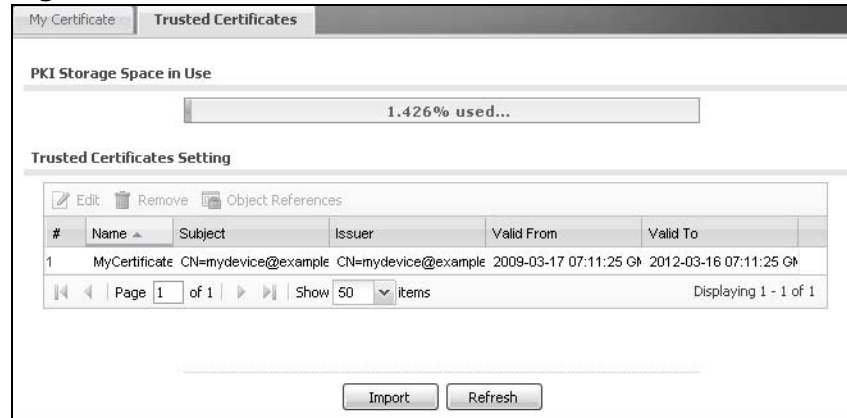 My Certificate Trusted Certificates
PKI Storage Space in Use
1.426% used...
Trusted Certificates Setting
Edit Remove Object References
# Name Subject Issuer Valid From Valid To
1 MyCertificate CN=mydevice@example CN=mydevice@example 2009-03-17 07:11:25 GM 2012-03-16 07:11:25 GM
Page 1 of 1 Show 50 items Displaying 1 - 1 of 1
Import Refresh